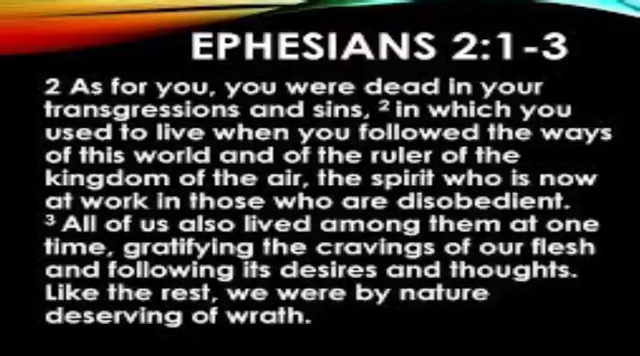 EPHESIANS 2:1-3
2 As for you, you were dead in your
transgressions and sins, ² in which you
used to live when you followed the ways
of this world and of the ruler of the
kingdom of the air, the spirit who is now
at work in those who are disobedient.
³ All of us also lived among them at one
time, gratifying the cravings of our flesh
and following its desires and thoughts.
Like the rest, we were by nature
deserving of wrath.